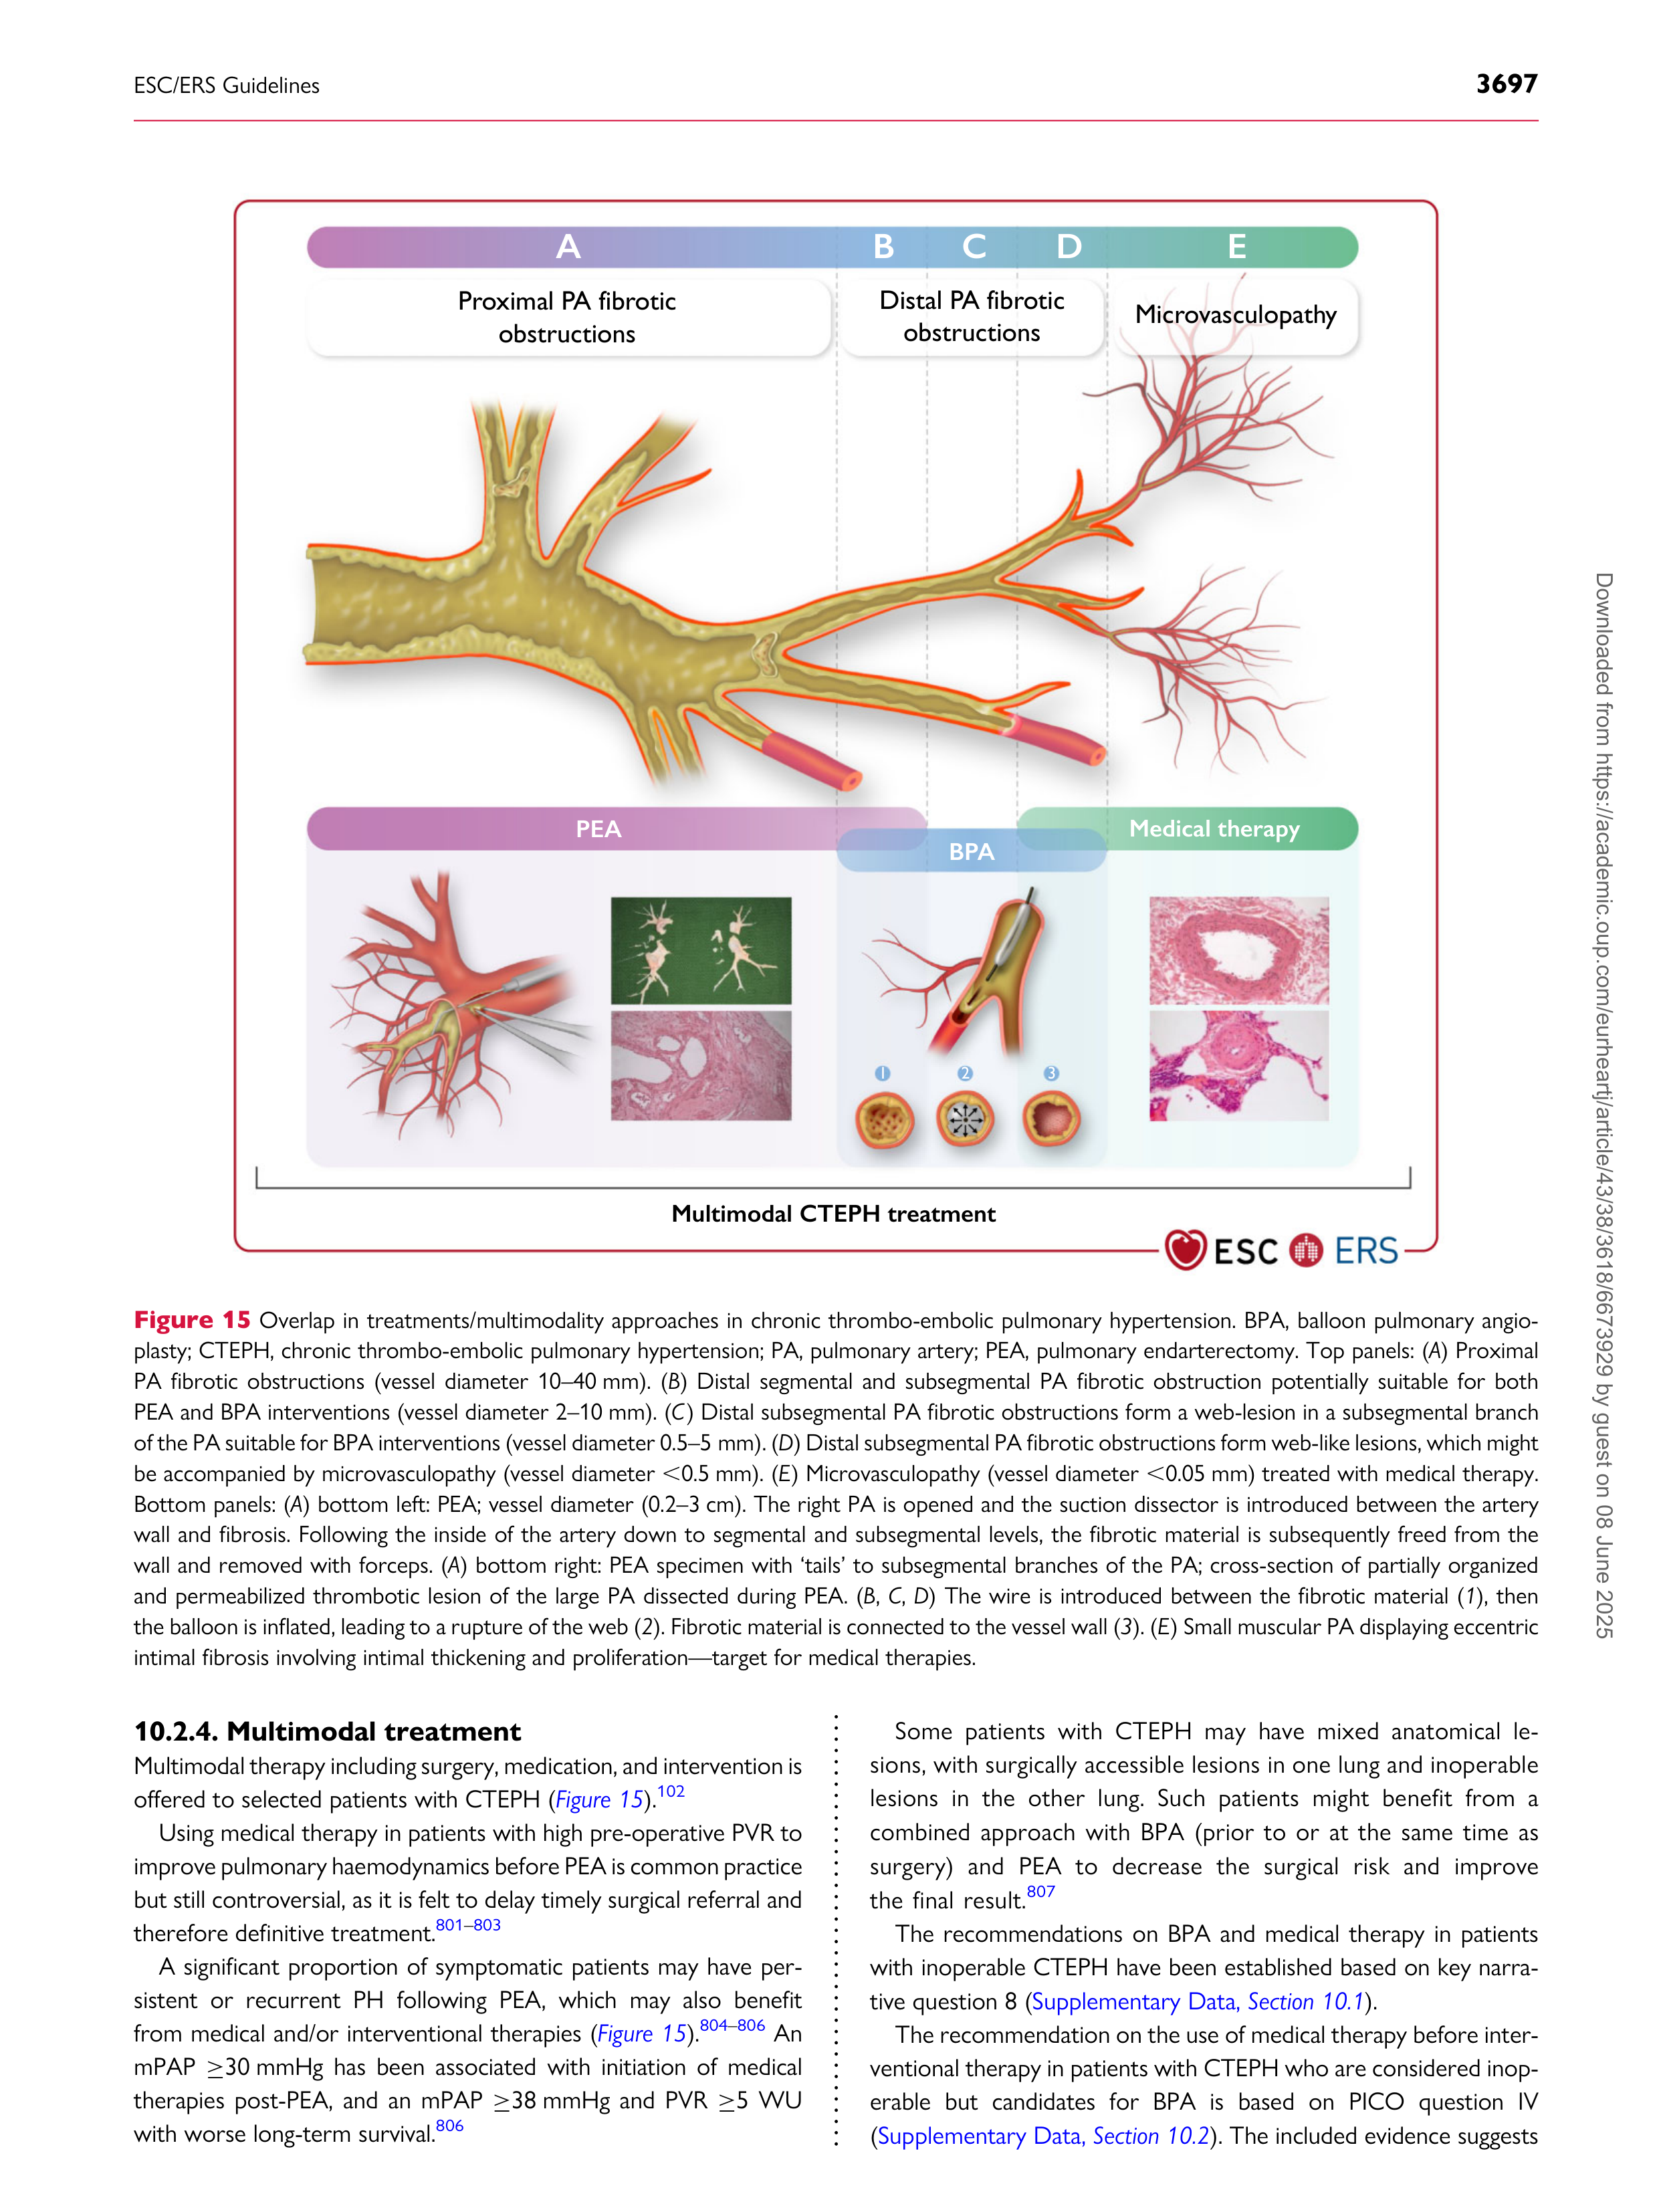 ESC/ERS Guidelines
3697
A
B
C
D
E
Proximal PA fibrotic
obstructions
Distal PA fibrotic
obstructions
Microvasculopathy
PEA
BPA
Medical therapy
1
2
3
Multimodal CTEPH treatment
ESC ERS
Figure 15 Overlap in treatments/multimodality approaches in chronic thrombo-embolic pulmonary hypertension. BPA, balloon pulmonary angio-
plasty; CTEPH, chronic thrombo-embolic pulmonary hypertension; PA, pulmonary artery; PEA, pulmonary endarterectomy. Top panels: (A) Proximal
PA fibrotic obstructions (vessel diameter 10–40 mm). (B) Distal segmental and subsegmental PA fibrotic obstruction potentially suitable for both
PEA and BPA interventions (vessel diameter 2–10 mm). (C) Distal subsegmental PA fibrotic obstructions form a web-lesion in a subsegmental branch
of the PA suitable for BPA interventions (vessel diameter 0.5–5 mm). (D) Distal subsegmental PA fibrotic obstructions form web-like lesions, which might
be accompanied by microvasculopathy (vessel diameter <0.5 mm). (E) Microvasculopathy (vessel diameter <0.05 mm) treated with medical therapy.
Bottom panels: (A) bottom left: PEA; vessel diameter (0.2–3 cm). The right PA is opened and the suction dissector is introduced between the artery
wall and fibrosis. Following the inside of the artery down to segmental and subsegmental levels, the fibrotic material is subsequently freed from the
wall and removed with forceps. (A) bottom right: PEA specimen with ‘tails’ to subsegmental branches of the PA; cross-section of partially organized
and permeabilized thrombotic lesion of the large PA dissected during PEA. (B, C, D) The wire is introduced between the fibrotic material (1), then
the balloon is inflated, leading to a rupture of the web (2). Fibrotic material is connected to the vessel wall (3). (E) Small muscular PA displaying eccentric
intimal fibrosis involving intimal thickening and proliferation—target for medical therapies.
10.2.4. Multimodal treatment
Multimodal therapy including surgery, medication, and intervention is
offered to selected patients with CTEPH (Figure 15).102
Using medical therapy in patients with high pre-operative PVR to
improve pulmonary haemodynamics before PEA is common practice
but still controversial, as it is felt to delay timely surgical referral and
therefore definitive treatment.801–803
A significant proportion of symptomatic patients may have per-
sistent or recurrent PH following PEA, which may also benefit
from medical and/or interventional therapies (Figure 15).804–806 An
mPAP ≥30 mmHg has been associated with initiation of medical
therapies post-PEA, and an mPAP ≥38 mmHg and PVR ≥5 WU
with worse long-term survival.806
Some patients with CTEPH may have mixed anatomical le-
sions, with surgically accessible lesions in one lung and inoperable
lesions in the other lung. Such patients might benefit from a
combined approach with BPA (prior to or at the same time as
surgery) and PEA to decrease the surgical risk and improve
the final result.807
The recommendations on BPA and medical therapy in patients
with inoperable CTEPH have been established based on key narra-
tive question 8 (Supplementary Data, Section 10.1).
The recommendation on the use of medical therapy before inter-
ventional therapy in patients with CTEPH who are considered inop-
erable but candidates for BPA is based on PICO question IV
(Supplementary Data, Section 10.2). The included evidence suggests
Downloaded from https://academic.oup.com/eurheartj/article/43/38/3618/6673929 by guest on 08 June 2025